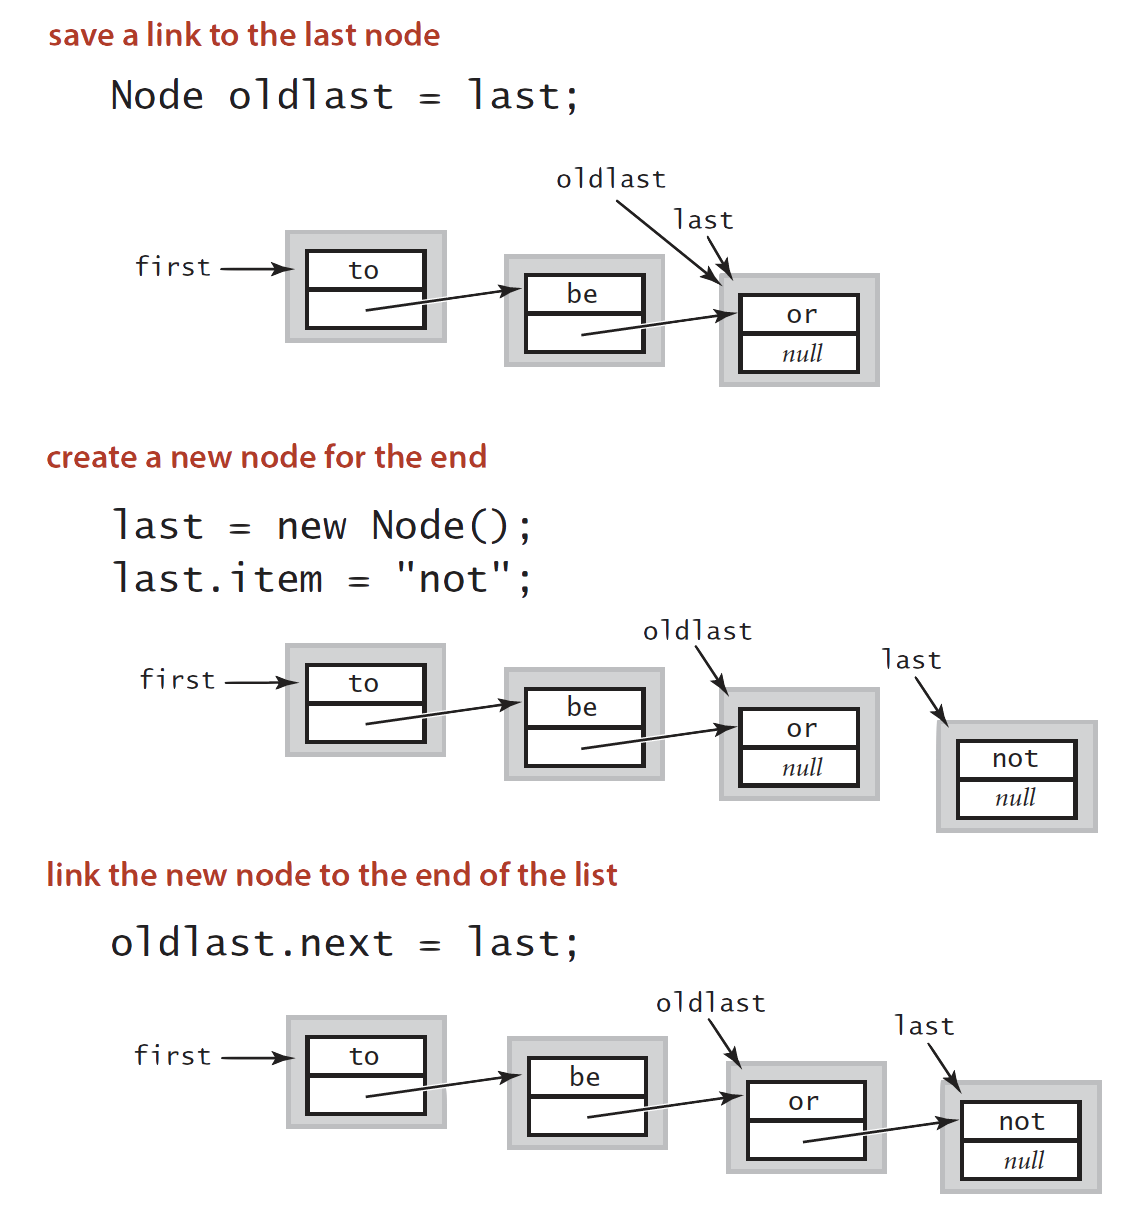 save a link to the last node
Node oldlast = last;
oldlast
last
first
to
be
or
null
create a new node for the end
last = new Node();
last.item = "not";
oldlast
last
first
to
be
or
null
not
null
link the new node to the end of the list
oldlast.next = last;
oldlast
last
first
to
be
or
not
null